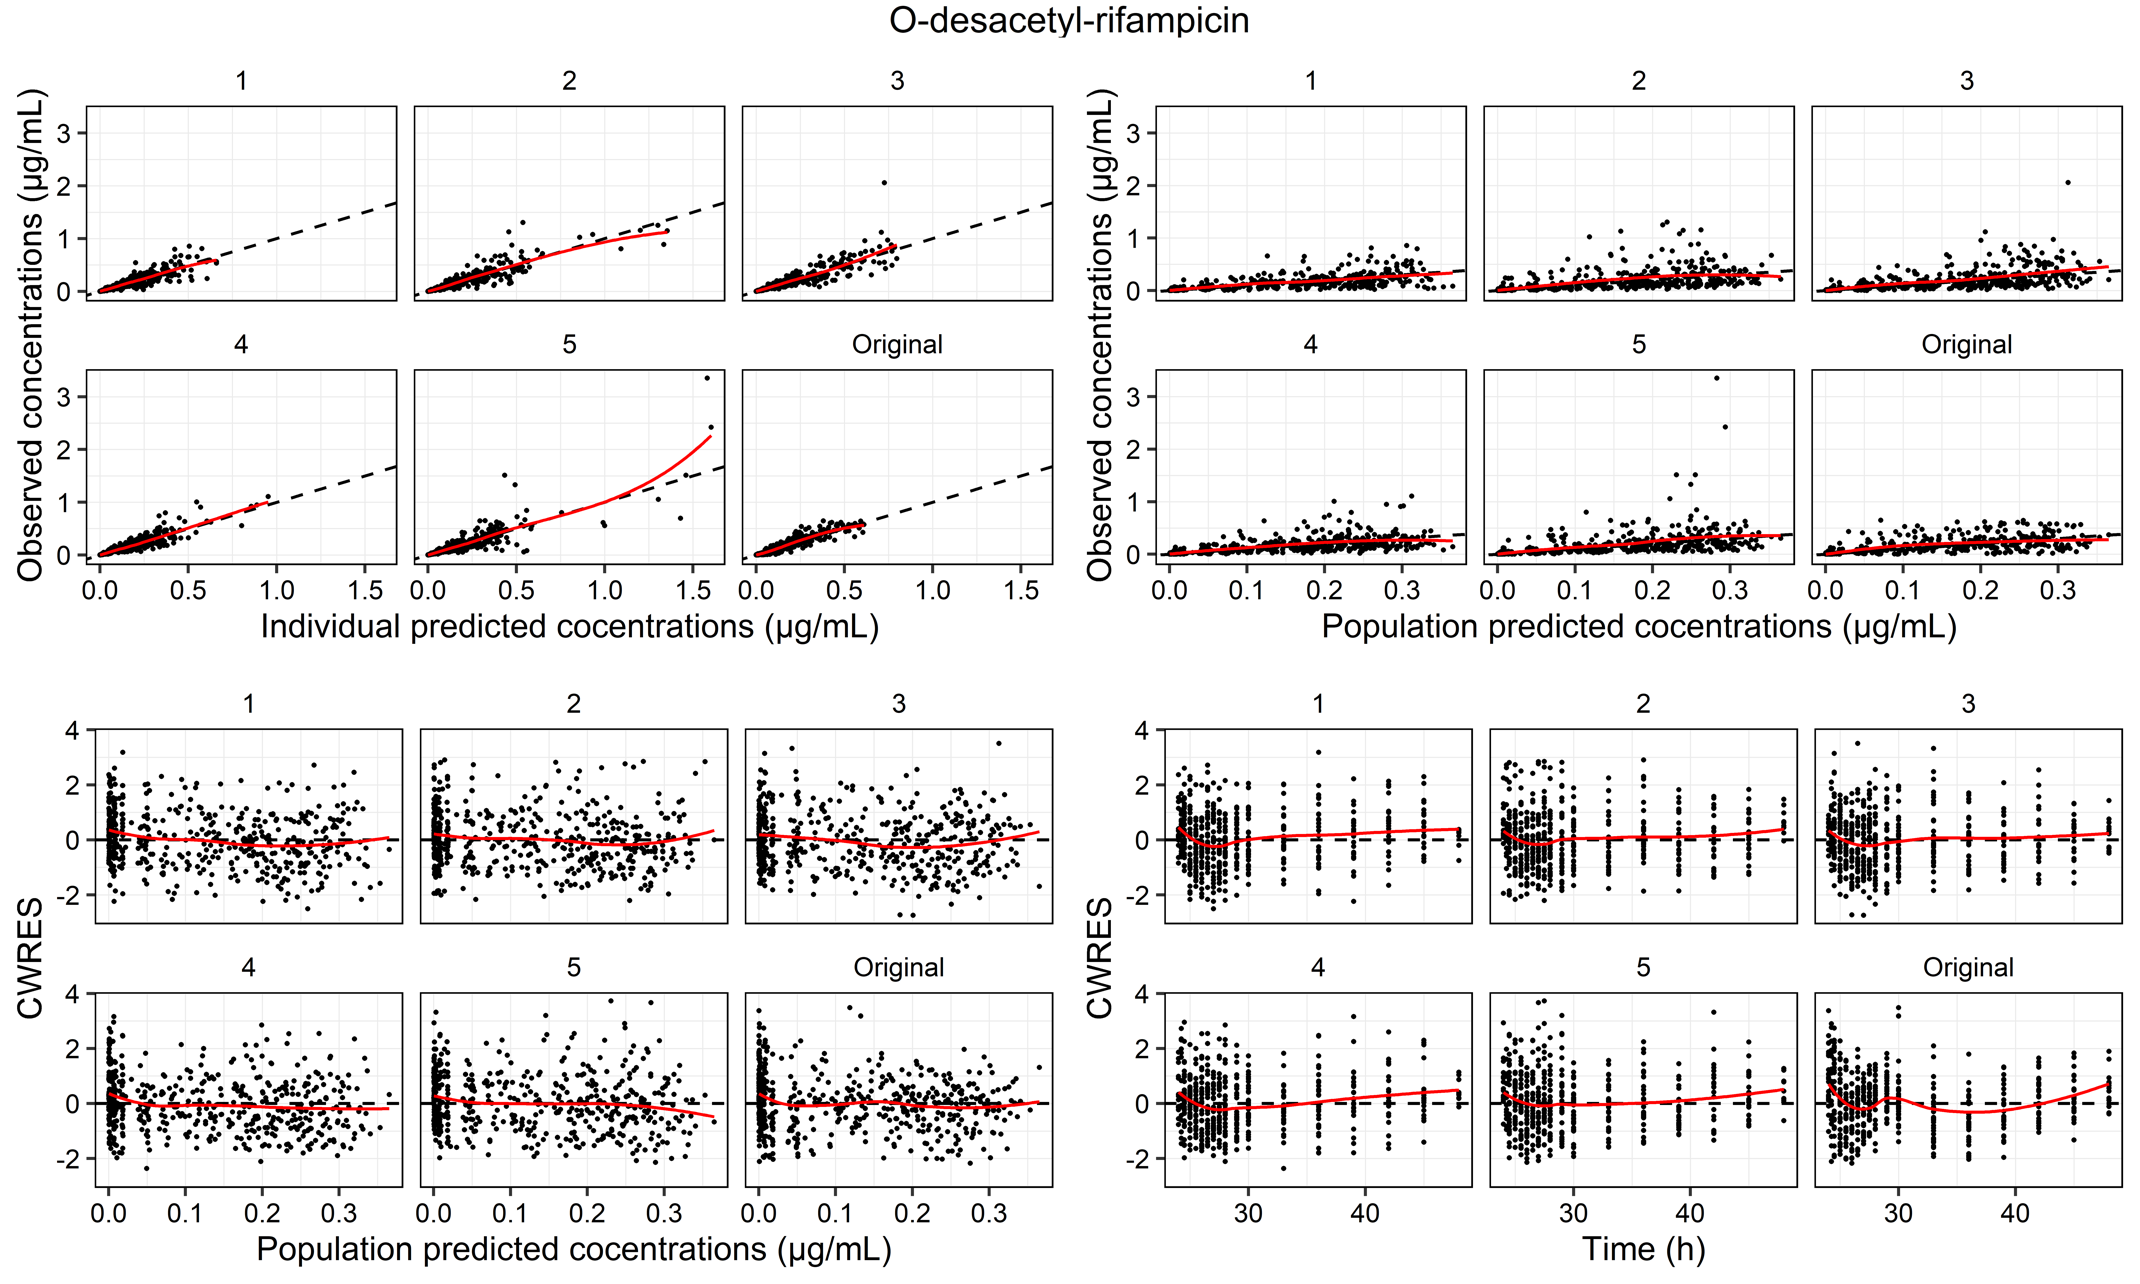 O-desacetyl-rifampicin
1 2 3
3
2
1
0
4 5 Original
3
2
1
0
0.0 0.5 1.0 1.5 0.0 0.5 1.0 1.5 0.0 0.5 1.0 1.5
Observed concentrations (µg/mL)
Individual predicted cocentrations (µg/mL)
1 2 3
3
2
1
0
4 5 Original
3
2
1
0
0.0 0.1 0.2 0.3 0.0 0.1 0.2 0.3 0.0 0.1 0.2 0.3
Observed concentrations (µg/mL)
Population predicted cocentrations (µg/mL)
1 2 3
4
2
0
-2
4 5 Original
4
2
0
-2
0.0 0.1 0.2 0.3 0.0 0.1 0.2 0.3 0.0 0.1 0.2 0.3
CWRES
Population predicted cocentrations (µg/mL)
1 2 3
4
2
0
-2
4 5 Original
4
2
0
-2
30 40 30 40 30 40
CWRES
Time (h)